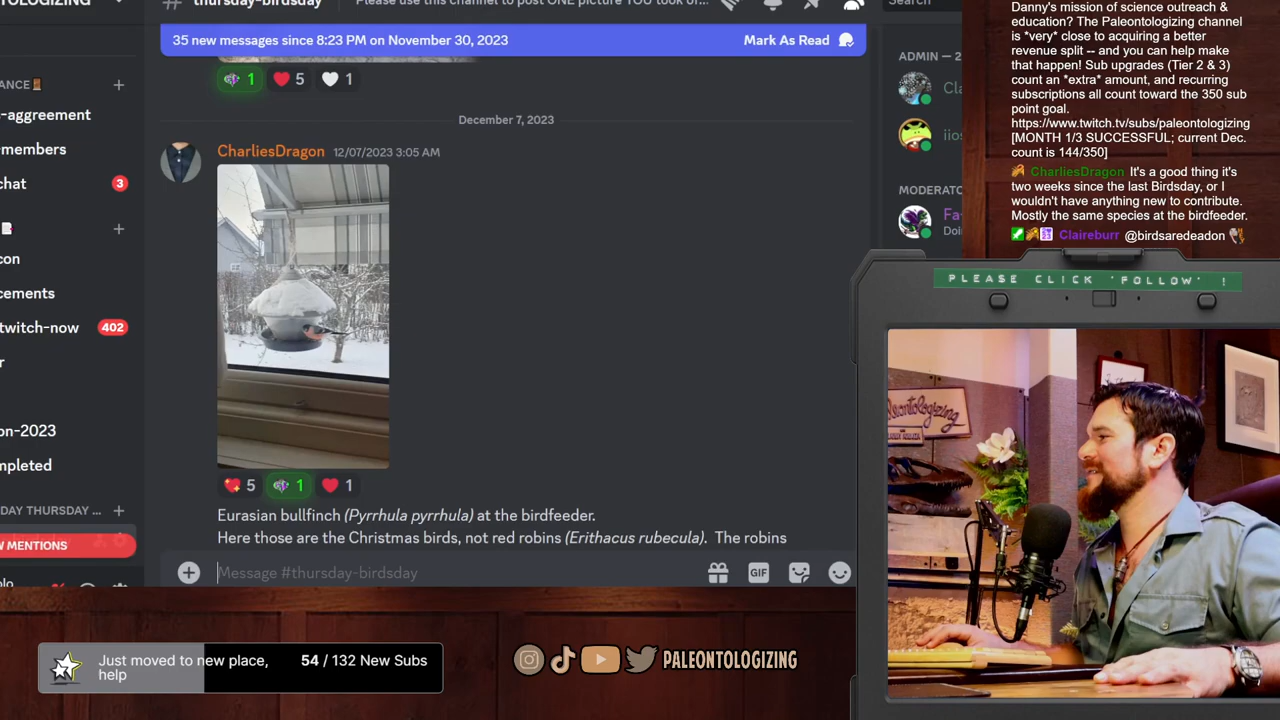 TOLOGIZING
thursday-birdsday
Please use this channel to post ONE picture YOU took of...
Search
35 new messages since 8:23 PM on November 30, 2023
Mark As Read
1
5
1
ANCE
-agreement
-members
chat
3
con
cements
twitch-now
402
r
on-2023
mpleted
DAY THURSDAY ...
W MENTIONS
December 7, 2023
CharliesDragon 12/07/2023 3:05 AM
5
1
1
Eurasian bullfinch (Pyrrhula pyrrhula) at the birdfeeder.
Here those are the Christmas birds, not red robins (Erithacus rubecula). The robins
Message #thursday-birdsday
GIF
ADMIN — 2
Cl
iios
MODERATO
Fa
Doi
Danny's mission of science outreach &
education? The Paleontologizing channel
is *very* close to acquiring a better
revenue split -- and you can help make
that happen! Sub upgrades (Tier 2 & 3)
count an *extra* amount, and recurring
subscriptions all count toward the 350 sub
point goal.
https://www.twitch.tv/subs/paleontologizing
[MONTH 1/3 SUCCESSFUL; current Dec.
count is 144/350]
CharliesDragon It's a good thing it's
two weeks since the last Birdsday, or I
wouldn't have anything new to contribute.
Mostly the same species at the birdfeeder.
Claireburr @birdsaredeadon
PLEASE CLICK 'FOLLOW' !
Paleontologizing
Just moved to new place,
help
54 / 132 New Subs
PALEONTOLOGIZING